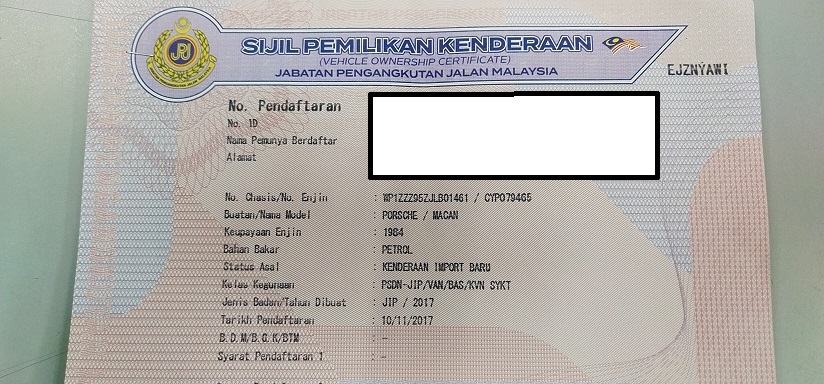 JPJ
SIJIL PEMILIKAN KENDERAAN
(VEHICLE OWNERSHIP CERTIFICATE)
JABATAN PENGANGKUTAN JALAN MALAYSIA
EJZNYAWI
No. Pendaftaran
No. ID
Nama Pemunya Berdaftar
Alamat
No. Chasis/No. Enjin : WP1ZZZ95ZJLB01461 / CYP079465
Buatan/Nama Model : PORSCHE / MACAN
Keupayaan Enjin : 1984
Bahan Bakar : PETROL
Status Asal : KENDERAAN IMPORT BARU
Kelas Kegunaan : PSDN-JIP/VAN/BAS/KVN SYKT
Jenis Badan/Tahun Dibuat : JIP / 2017
Tarikh Pendaftaran : 10/11/2017
B.D.M/B.G.K/BTM : -
Syarat Pendaftaran 1 : -